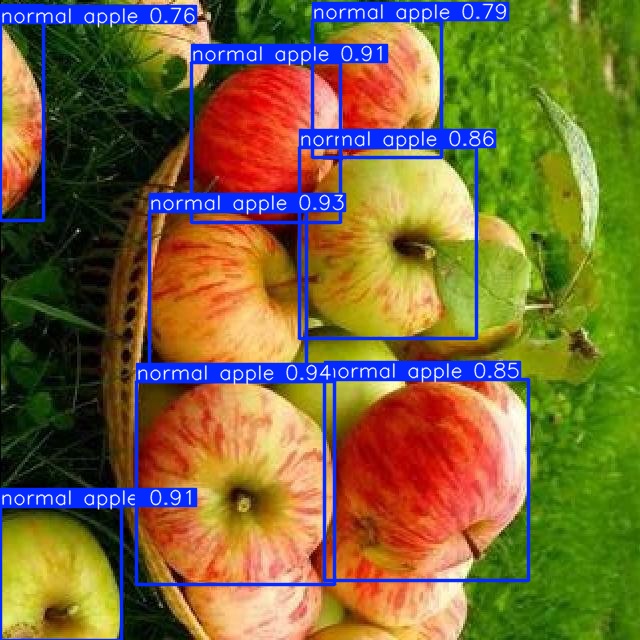 normal apple 0.76
normal apple 0.79
normal apple 0.91
normal apple 0.86
normal apple 0.93
normal apple 0.94
normal apple 0.85
normal apple 0.91